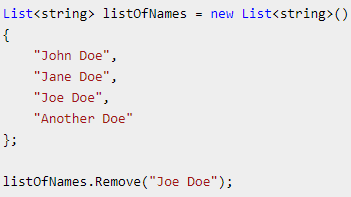 List<string> listOfNames = new List<string>()
{
    "John Doe",
    "Jane Doe",
    "Joe Doe",
    "Another Doe"
};

listOfNames.Remove("Joe Doe");